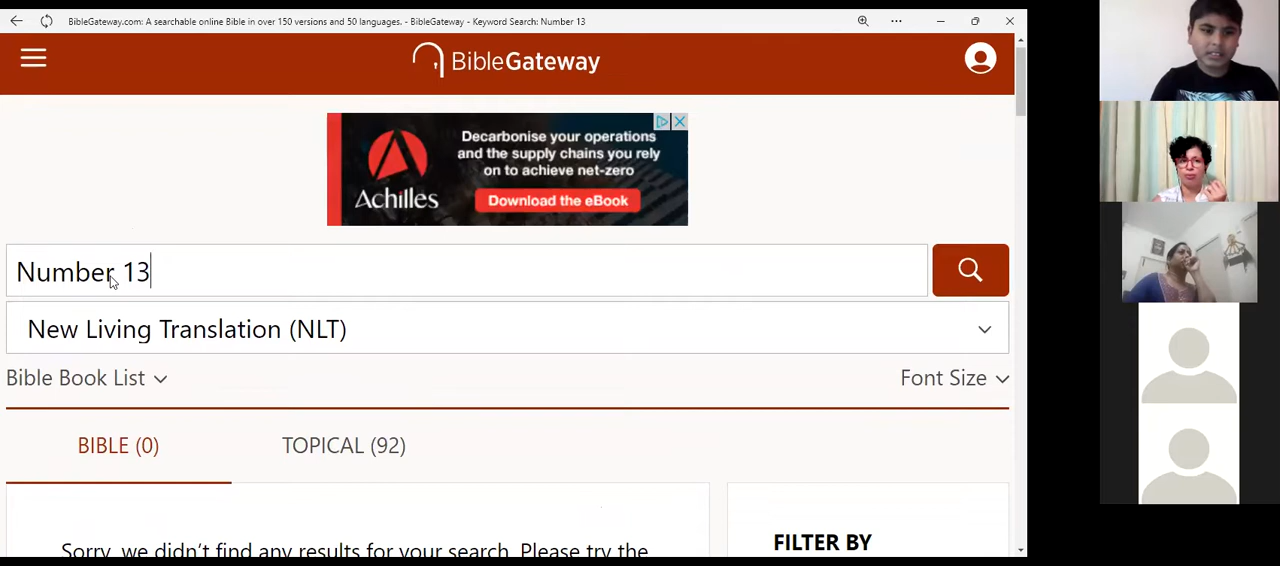 BibleGateway.com: A searchable online Bible in over 150 versions and 50 languages. - BibleGateway - Keyword Search: Number 13
BibleGateway
Achilles
Decarbonise your operations
and the supply chains you rely
on to achieve net-zero
Download the eBook
Number 13
New Living Translation (NLT)
Bible Book List
Font Size
BIBLE (0)
TOPICAL (92)
Sorry, we didn't find any results for your search. Please try the
FILTER BY